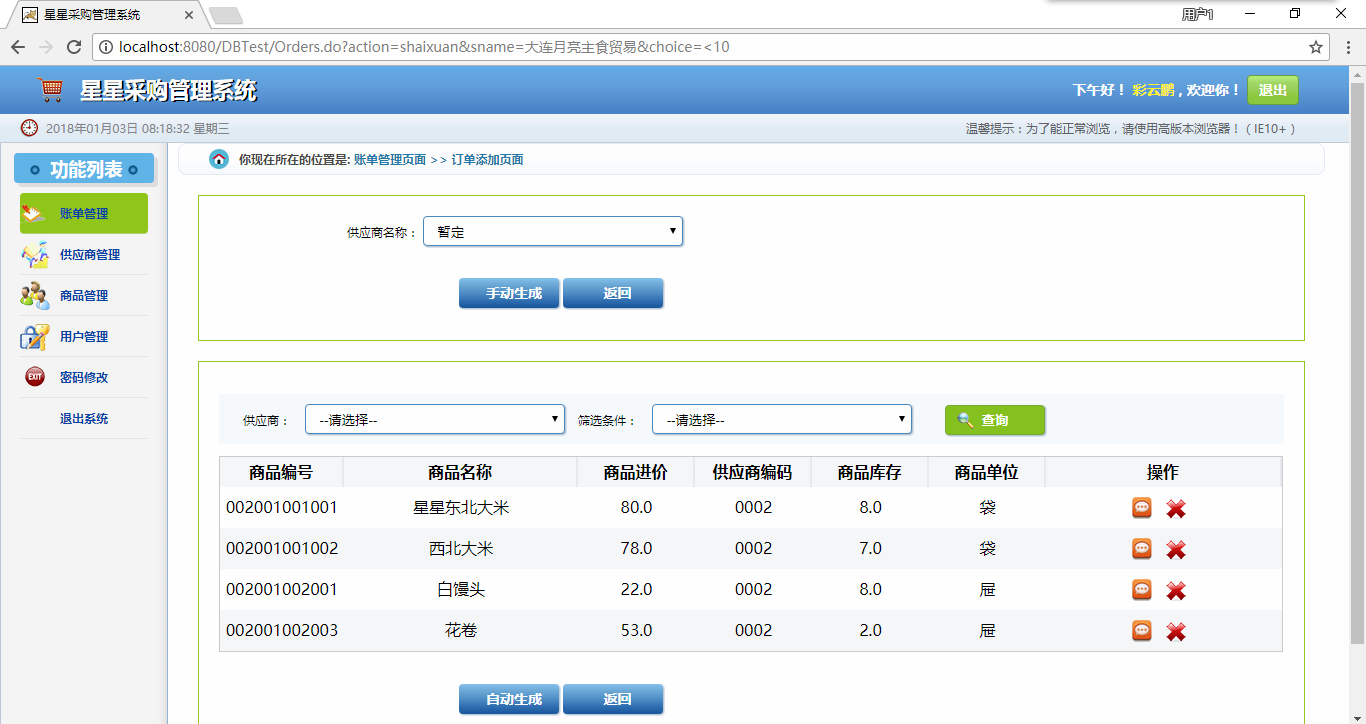 星星采购管理系统
用户1
localhost:8080/DBTest/Orders.do?action=shaixuan&sname=大连月亮主食贸易&choice=<10
星星采购管理系统
下午好！ 彩云鹏 , 欢迎你！ 退出
2018年01月03日 08:18:32 星期三
温馨提示：为了能正常浏览，请使用高版本浏览器！（IE10+）
功能列表
你现在所在的位置是: 账单管理页面 >> 订单添加页面
账单管理
供应商管理
商品管理
用户管理
EXIT 密码修改
退出系统
供应商名称： 暂定
手动生成 返回
供应商： --请选择-- 筛选条件： --请选择-- 查询
商品编号 商品名称 商品进价 供应商编码 商品库存 商品单位 操作
002001001001 星星东北大米 80.0 0002 8.0 袋
002001001002 西北大米 78.0 0002 7.0 袋
002001002001 白馒头 22.0 0002 8.0 屉
002001002003 花卷 53.0 0002 2.0 屉
自动生成 返回